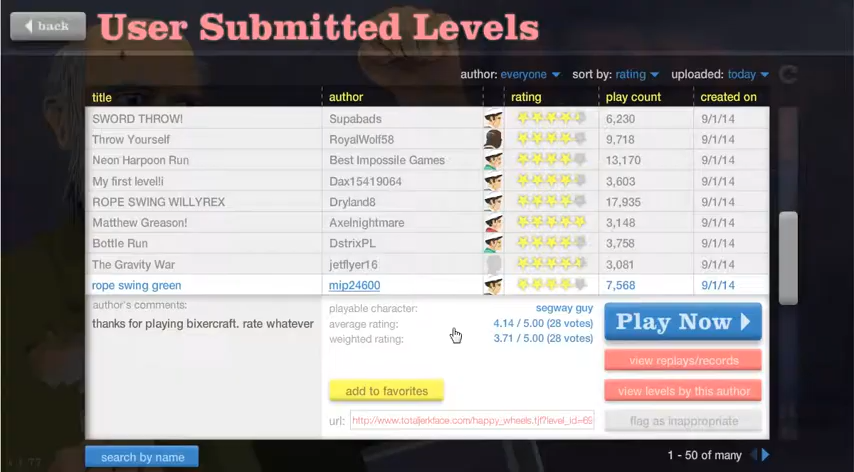 back
User Submitted Levels
author: everyone sort by: rating uploaded: today
title author rating play count created on
SWORD THROW! Supabads 6,230 9/1/14
Throw Yourself RoyalWolf58 9,718 9/1/14
Neon Harpoon Run Best Impossile Games 13,170 9/1/14
My first level!i Dax15419064 3,603 9/1/14
ROPE SWING WILLYREX Dryland8 17,935 9/1/14
Matthew Greason! Axelnightmare 3,148 9/1/14
Bottle Run DstrixPL 3,758 9/1/14
The Gravity War jetflyer16 3,081 9/1/14
rope swing green mip24600 7,568 9/1/14
author's comments:
thanks for playing bixercraft. rate whatever
playable character: segway guy
average rating: 4.14 / 5.00 (28 votes)
weighted rating: 3.71 / 5.00 (28 votes)
Play Now
view replays/records
add to favorites
view levels by this author
url: http://www.totaljerkface.com/happy_wheels.tjf?level_id=69
flag as inappropriate
search by name
1 - 50 of many